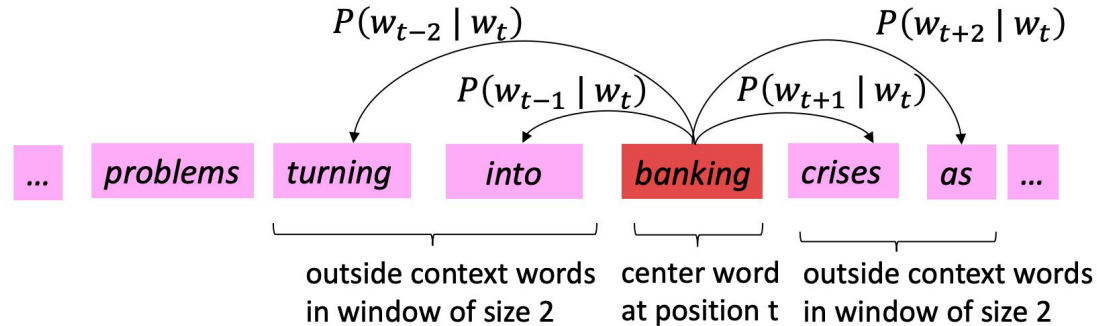 P(w_{t−2} | w_t)
P(w_{t+2} | w_t)
P(w_{t−1} | w_t)
P(w_{t+1} | w_t)
... problems turning into banking crises as ...
outside context words
in window of size 2
center word
at position t
outside context words
in window of size 2